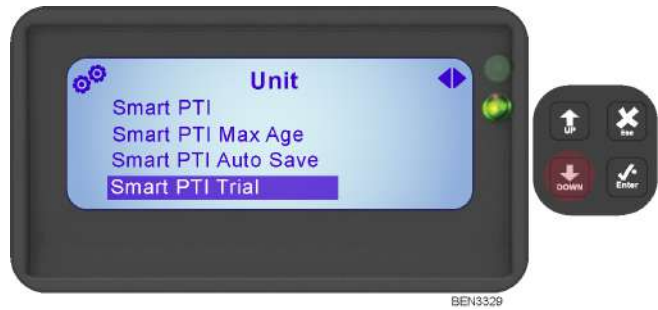 Unit
Smart PTI
Smart PTI Max Age
Smart PTI Auto Save
Smart PTI Trial
UP
Esc
DOWN
Enter
BEN3329